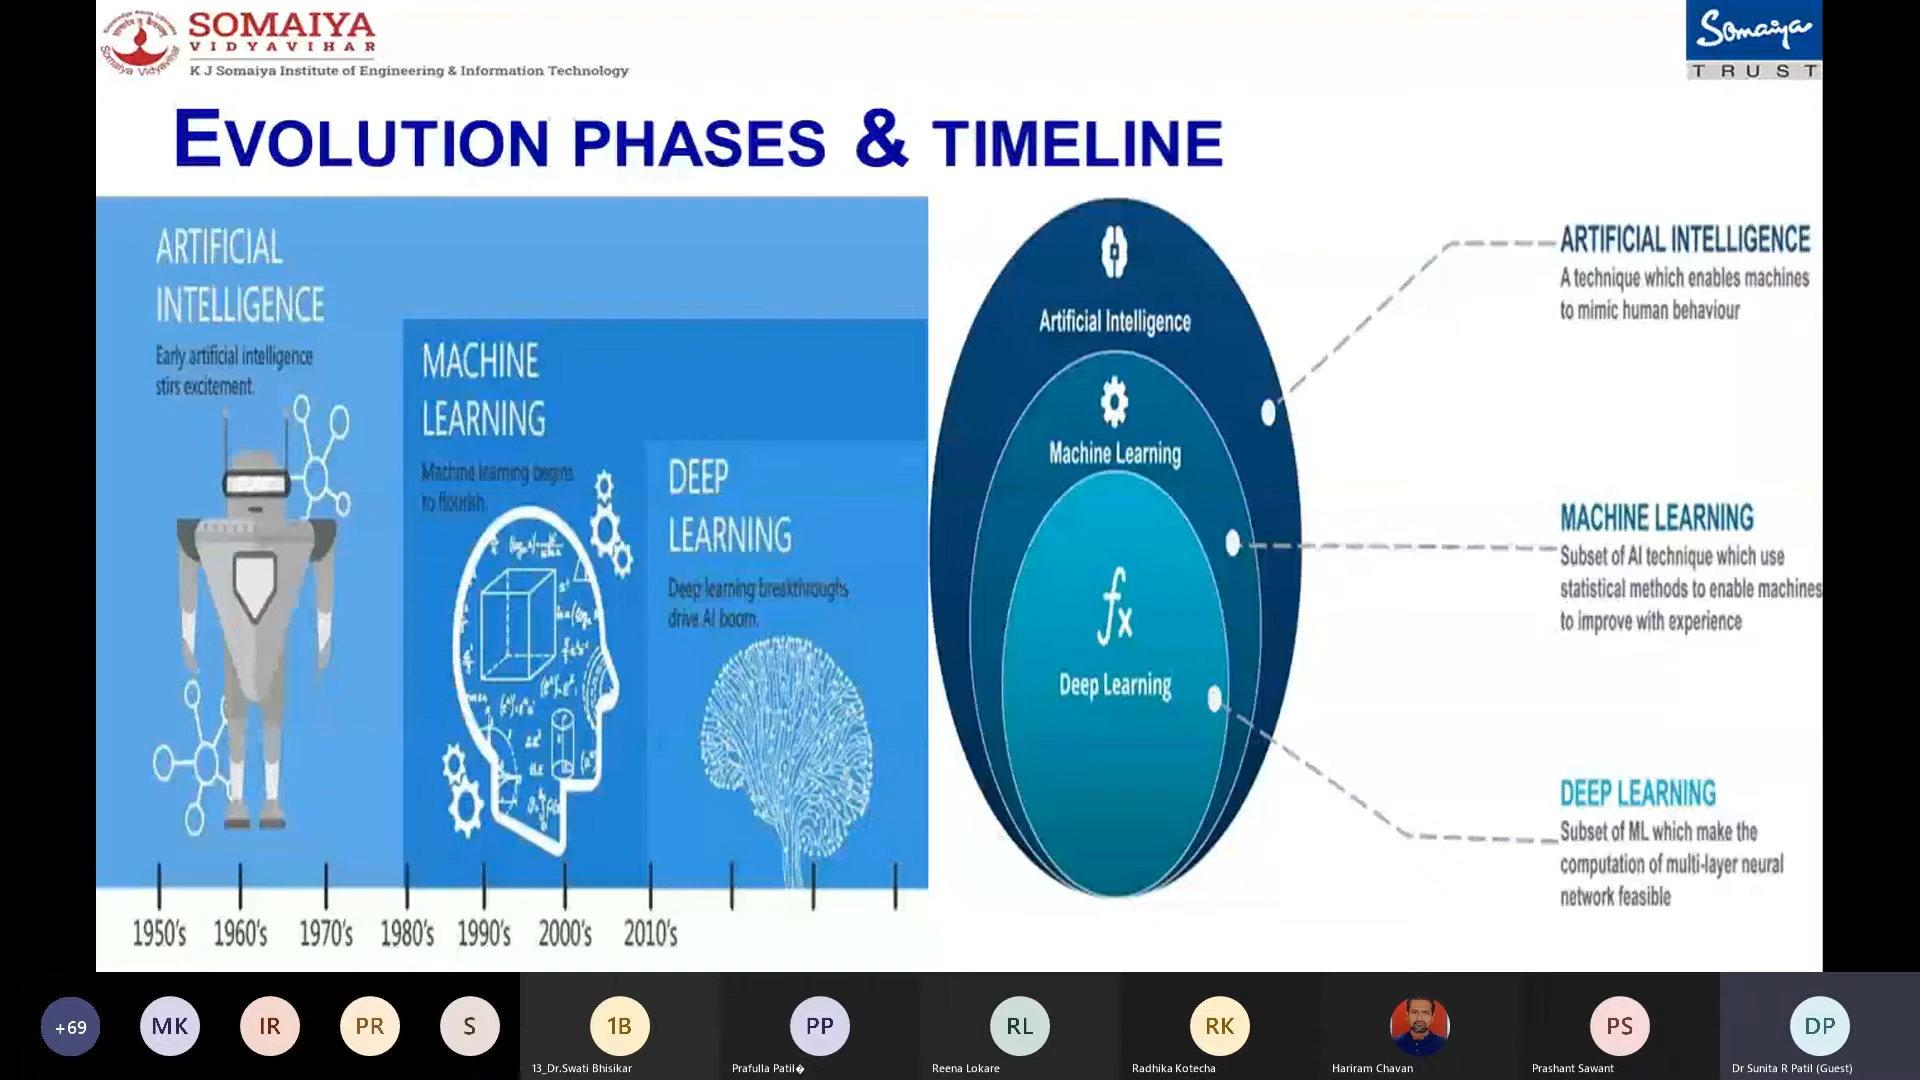 SOMAIYA
VIDYAVIHAR
K J Somaiya Institute of Engineering & Information Technology
Somaiya
TRUST
EVOLUTION PHASES & TIMELINE
ARTIFICIAL
INTELLIGENCE
Early artificial intelligence
stirs excitement.
MACHINE
LEARNING
Machine learning begins
to flourish.
DEEP
LEARNING
Deep learning breakthroughs
drive AI boom.
1950's 1960's 1970's 1980's 1990's 2000's 2010's
Artificial Intelligence
Machine Learning
fx
Deep Learning
ARTIFICIAL INTELLIGENCE
A technique which enables machines
to mimic human behaviour
MACHINE LEARNING
Subset of AI technique which use
statistical methods to enable machines
to improve with experience
DEEP LEARNING
Subset of ML which make the
computation of multi-layer neural
network feasible
+69 MK IR PR S 1B PP RL RK PS DP
13_Dr.Swati Bhisikar Prafulla Patil� Reena Lokare Radhika Kotecha Hariram Chavan Prashant Sawant Dr Sunita R Patil (Guest)